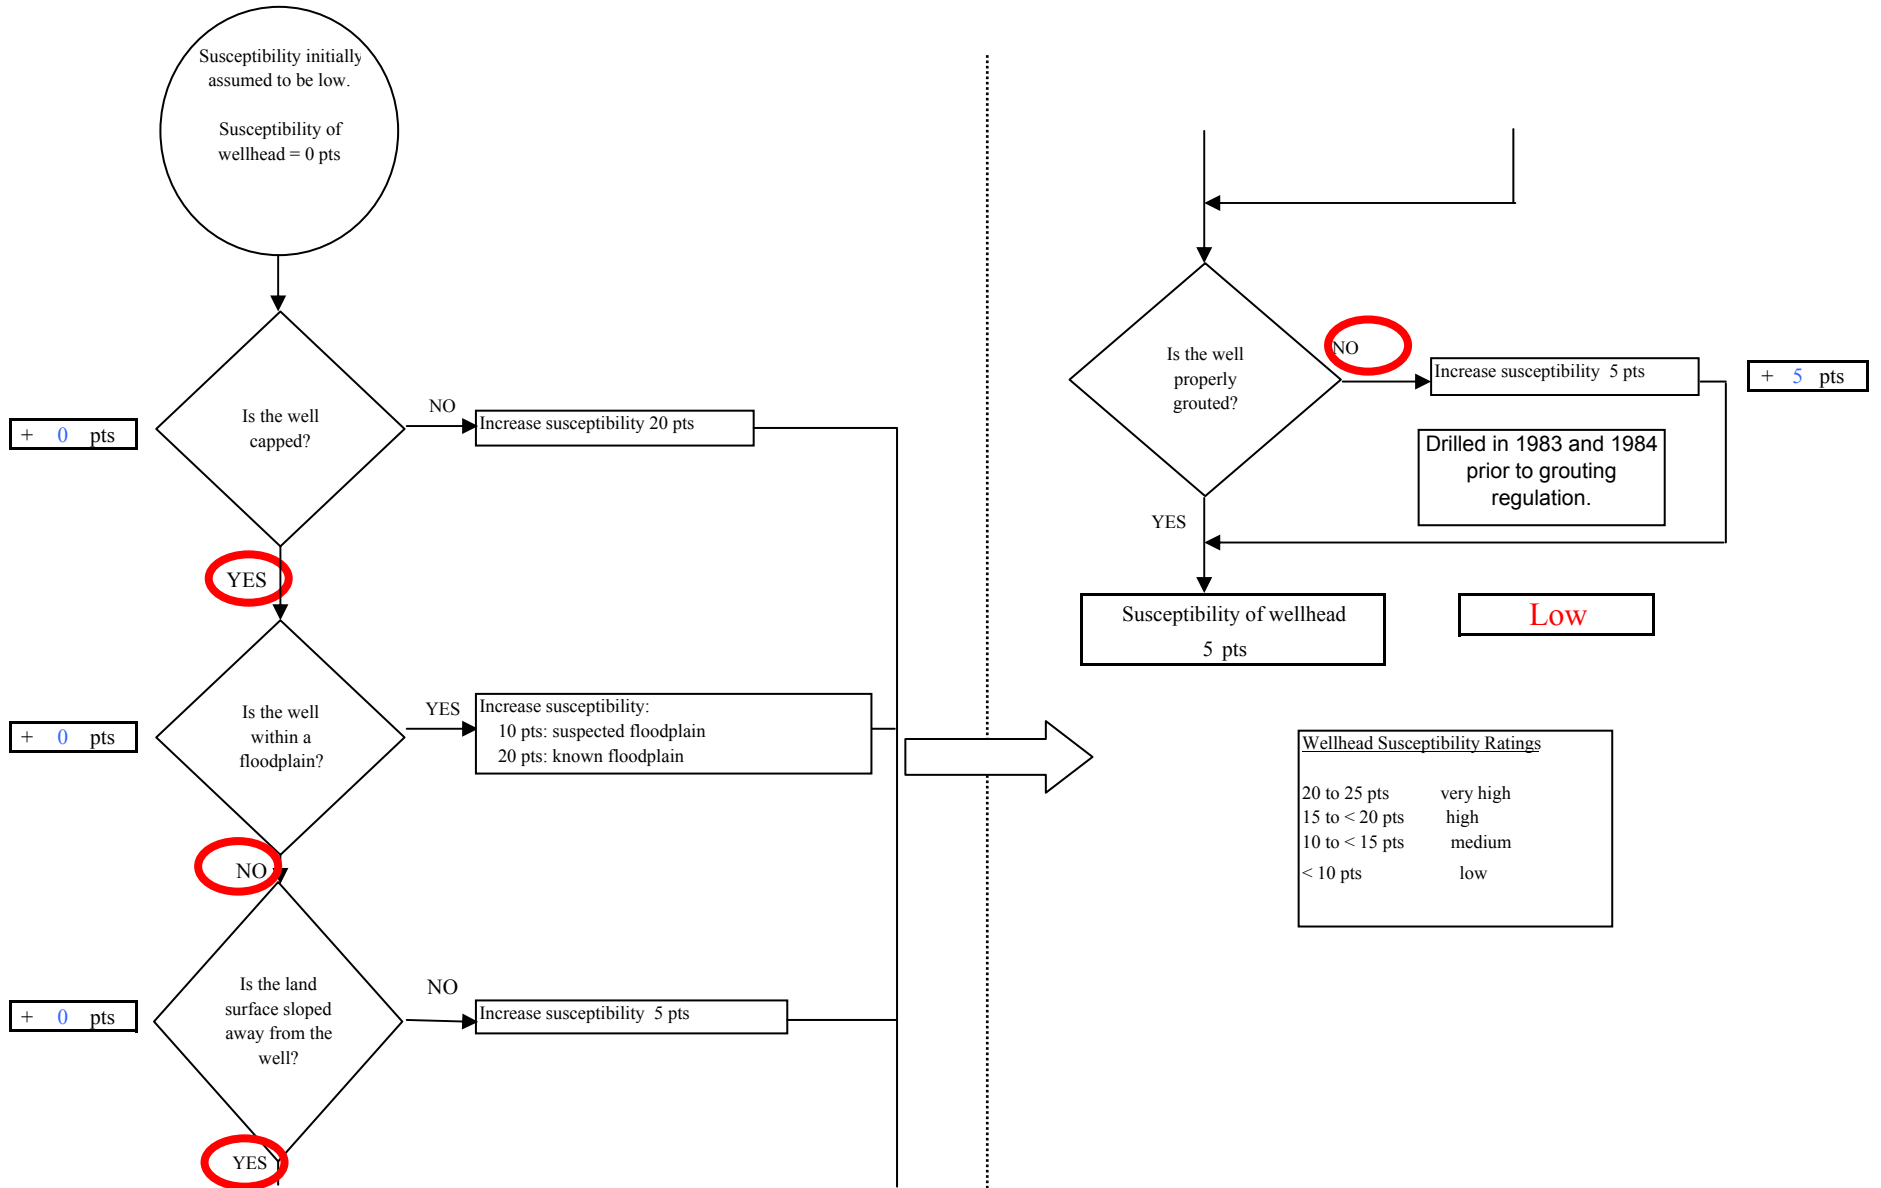 Susceptibility initially
assumed to be low.
Susceptibility of
wellhead = 0 pts
Is the well
capped?
+ 0 pts
NO
Increase susceptibility 20 pts
YES
Is the well
within a
floodplain?
+ 0 pts
YES
Increase susceptibility:
10 pts: suspected floodplain
20 pts: known floodplain
NO
Is the land
surface sloped
away from the
well?
+ 0 pts
NO
Increase susceptibility 5 pts
YES
Is the well
properly
grouted?
NO
Increase susceptibility 5 pts
+ 5 pts
Drilled in 1983 and 1984
prior to grouting
regulation.
YES
Susceptibility of wellhead
5 pts
Low
Wellhead Susceptibility Ratings
20 to 25 pts very high
15 to < 20 pts high
10 to < 15 pts medium
< 10 pts low